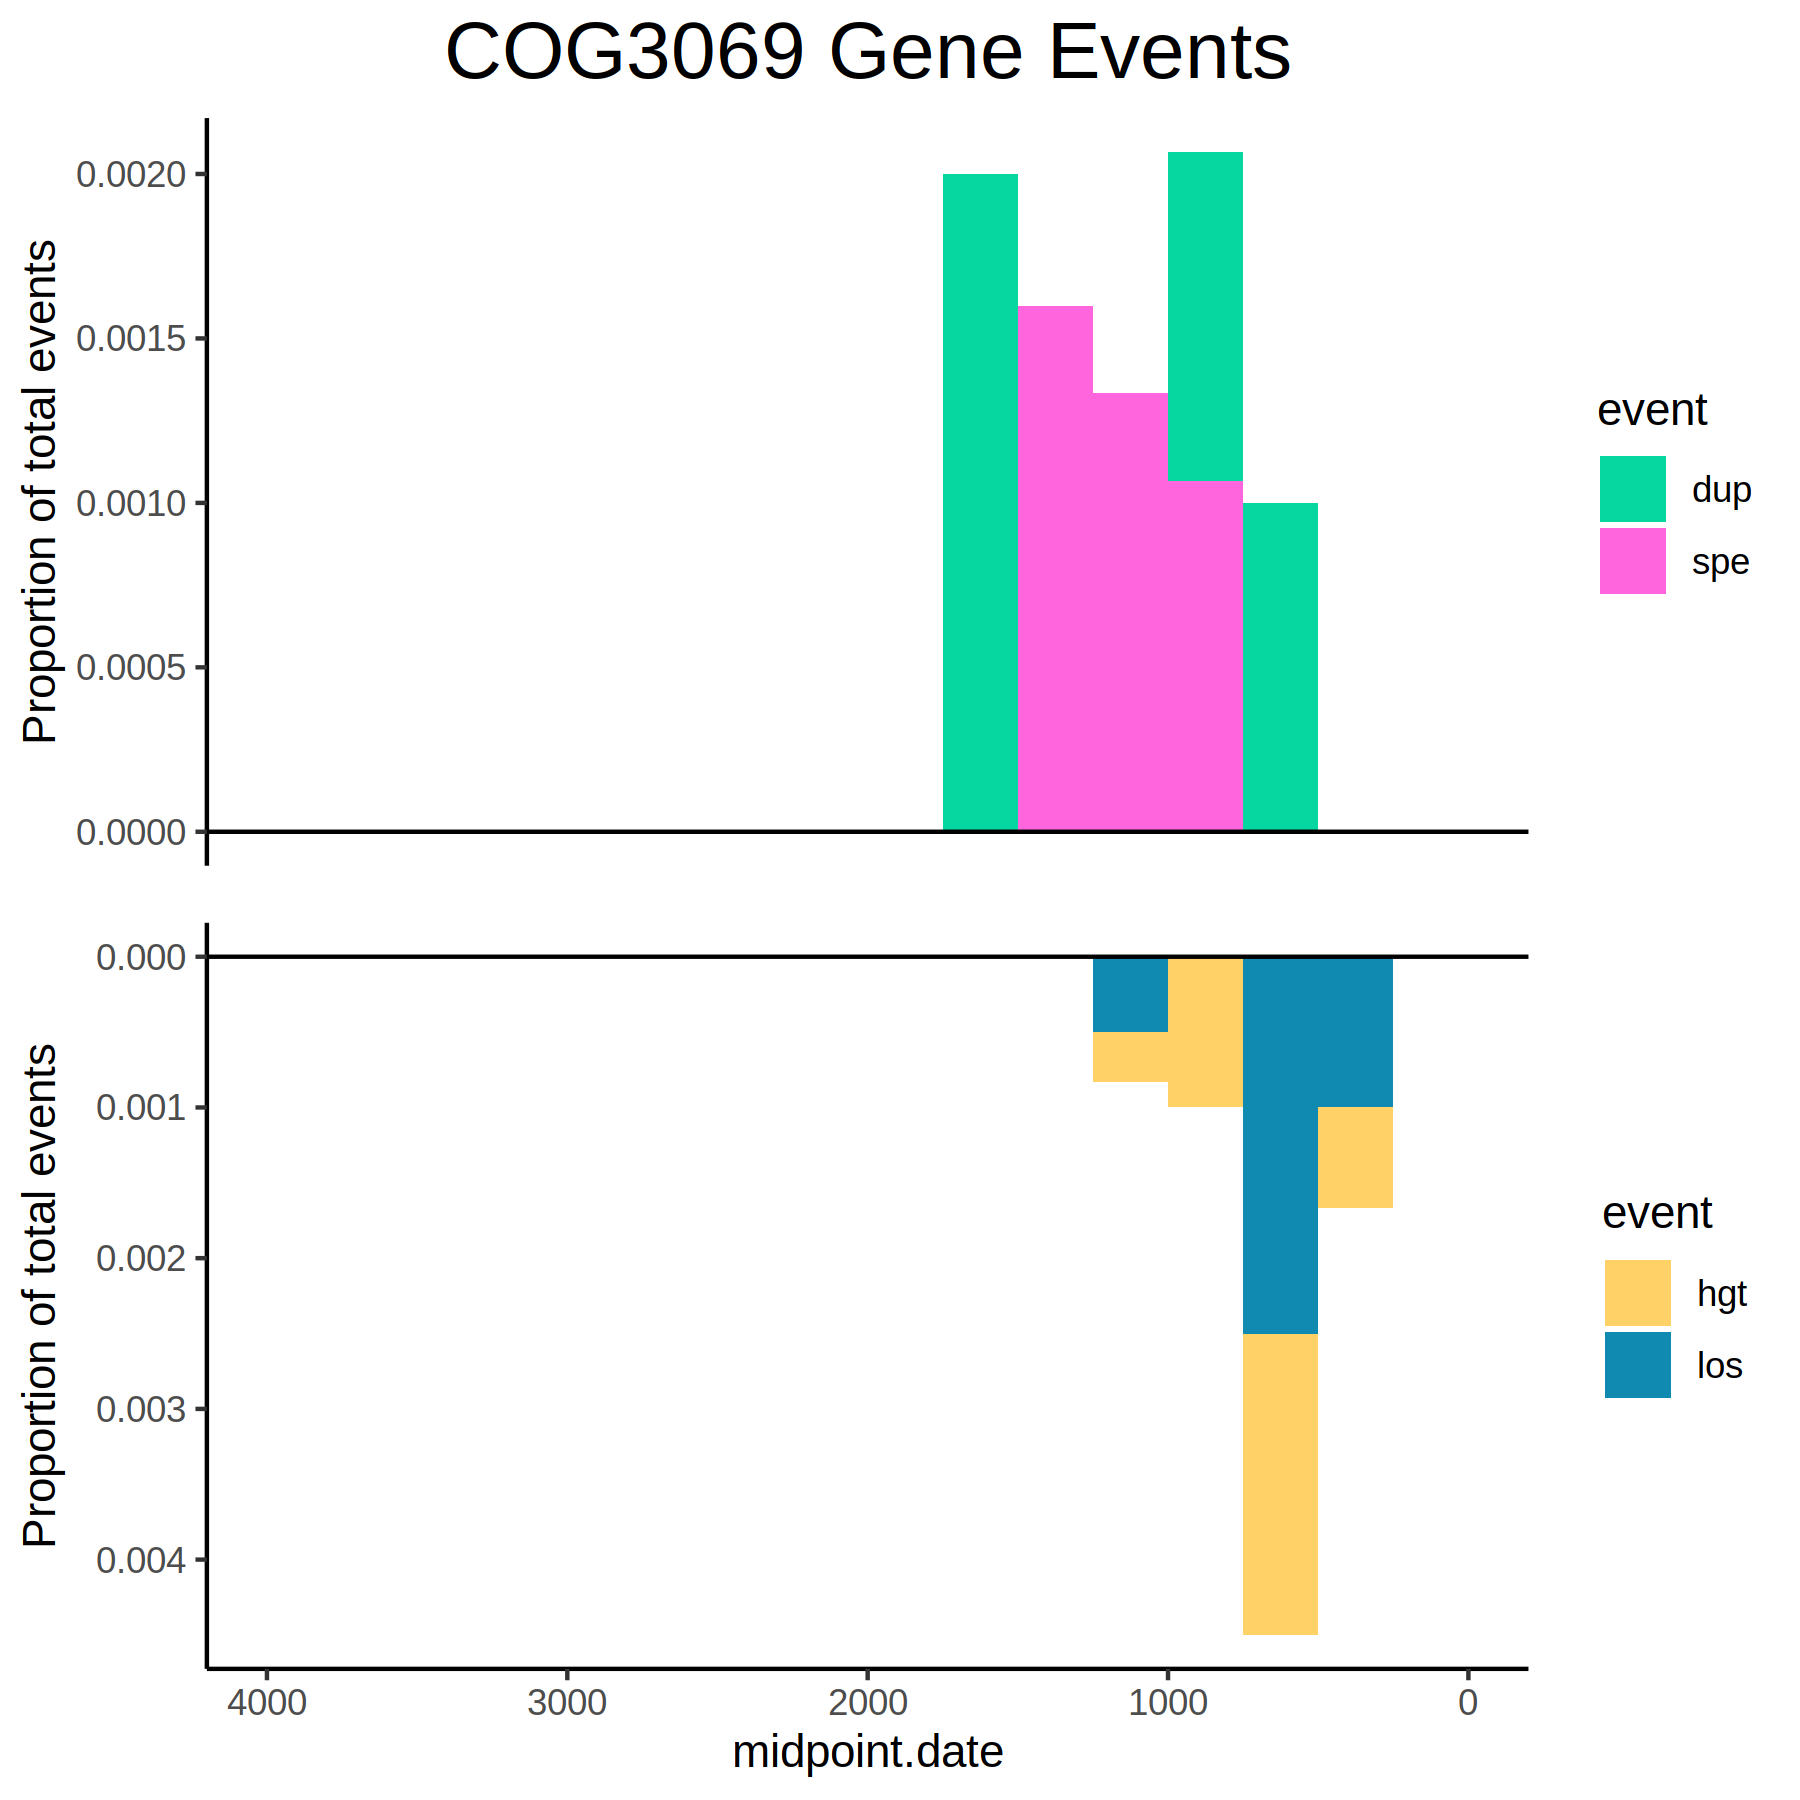 COG3069 Gene Events
Proportion of total events
0.0020
0.0015
0.0010
0.0005
0.0000
event
dup
spe
Proportion of total events
0.000
0.001
0.002
0.003
0.004
event
hgt
los
4000 3000 2000 1000 0
midpoint.date